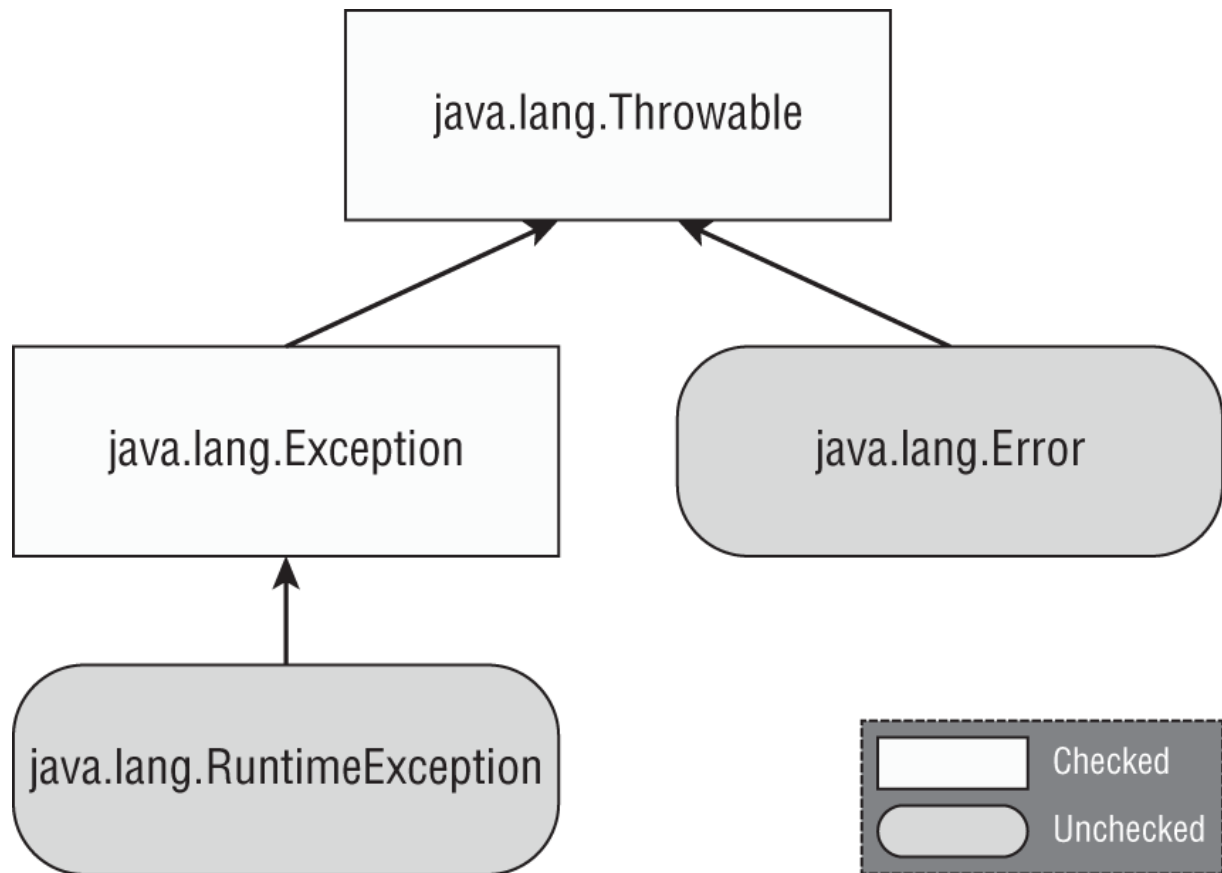 java.lang.Throwable
java.lang.Exception
java.lang.Error
java.lang.RuntimeException
Checked
Unchecked